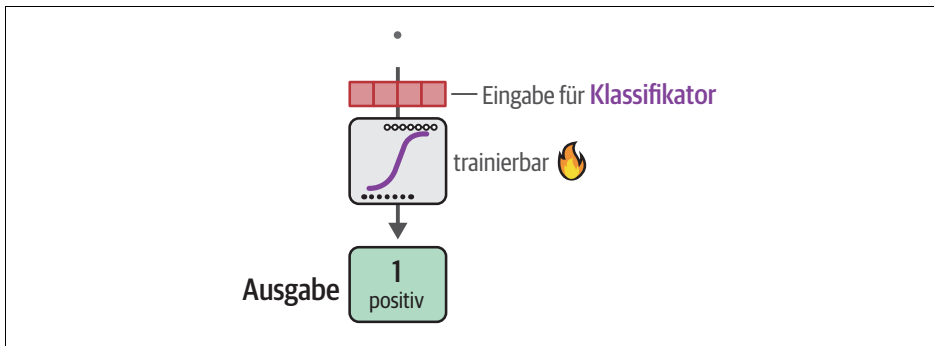 Eingabe für Klassifikator
trainierbar
Ausgabe
1
positiv